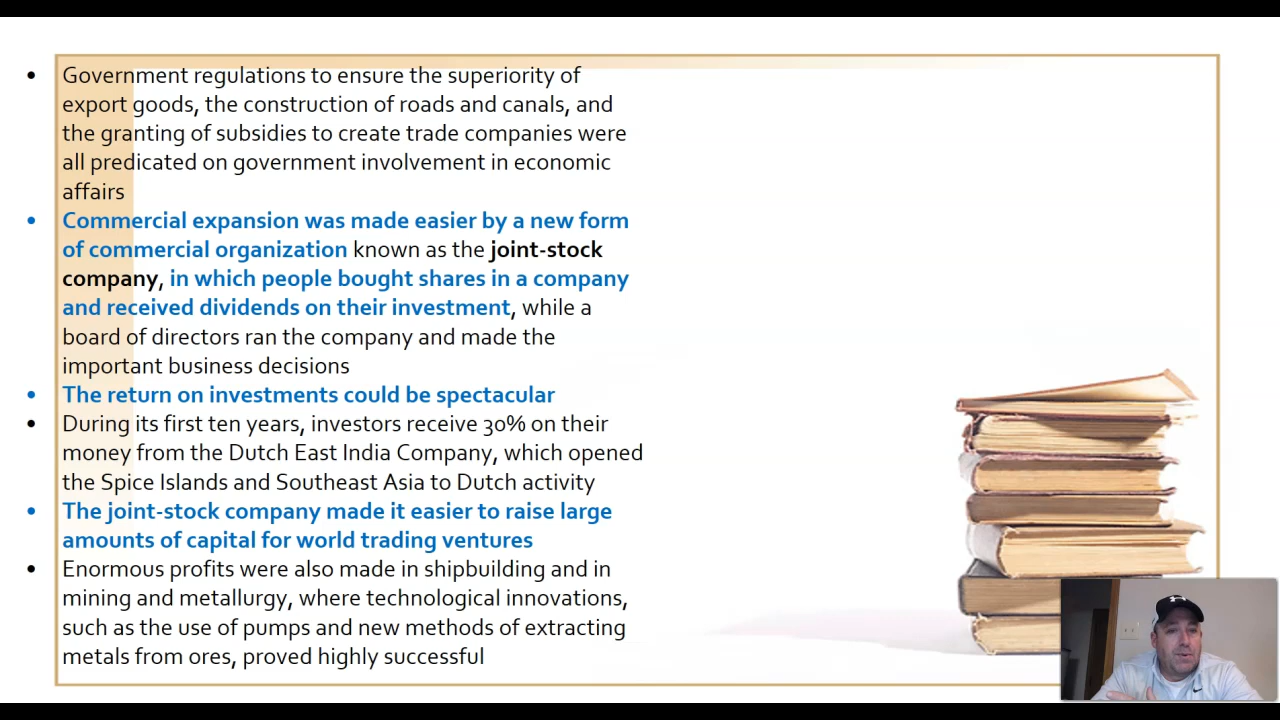 • Government regulations to ensure the superiority of
export goods, the construction of roads and canals, and
the granting of subsidies to create trade companies were
all predicated on government involvement in economic
affairs
• Commercial expansion was made easier by a new form
of commercial organization known as the joint-stock
company, in which people bought shares in a company
and received dividends on their investment, while a
board of directors ran the company and made the
important business decisions
• The return on investments could be spectacular
• During its first ten years, investors receive 30% on their
money from the Dutch East India Company, which opened
the Spice Islands and Southeast Asia to Dutch activity
• The joint-stock company made it easier to raise large
amounts of capital for world trading ventures
• Enormous profits were also made in shipbuilding and in
mining and metallurgy, where technological innovations,
such as the use of pumps and new methods of extracting
metals from ores, proved highly successful